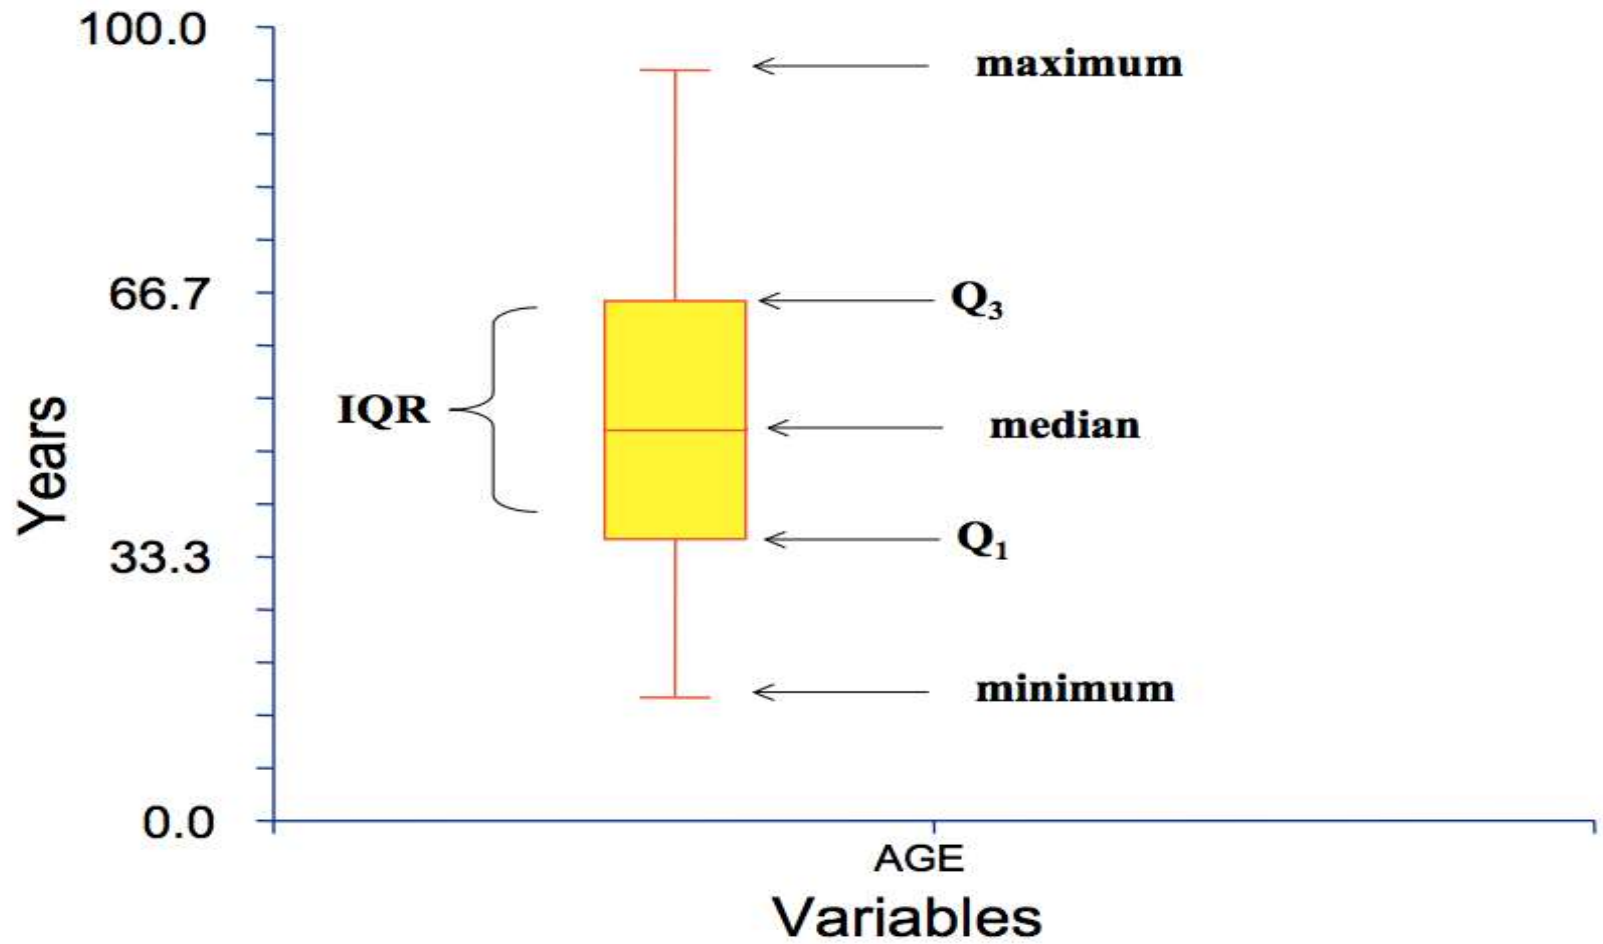 100.0
maximum
66.7
Q₃
IQR
median
Years
33.3
Q₁
minimum
0.0
AGE
Variables